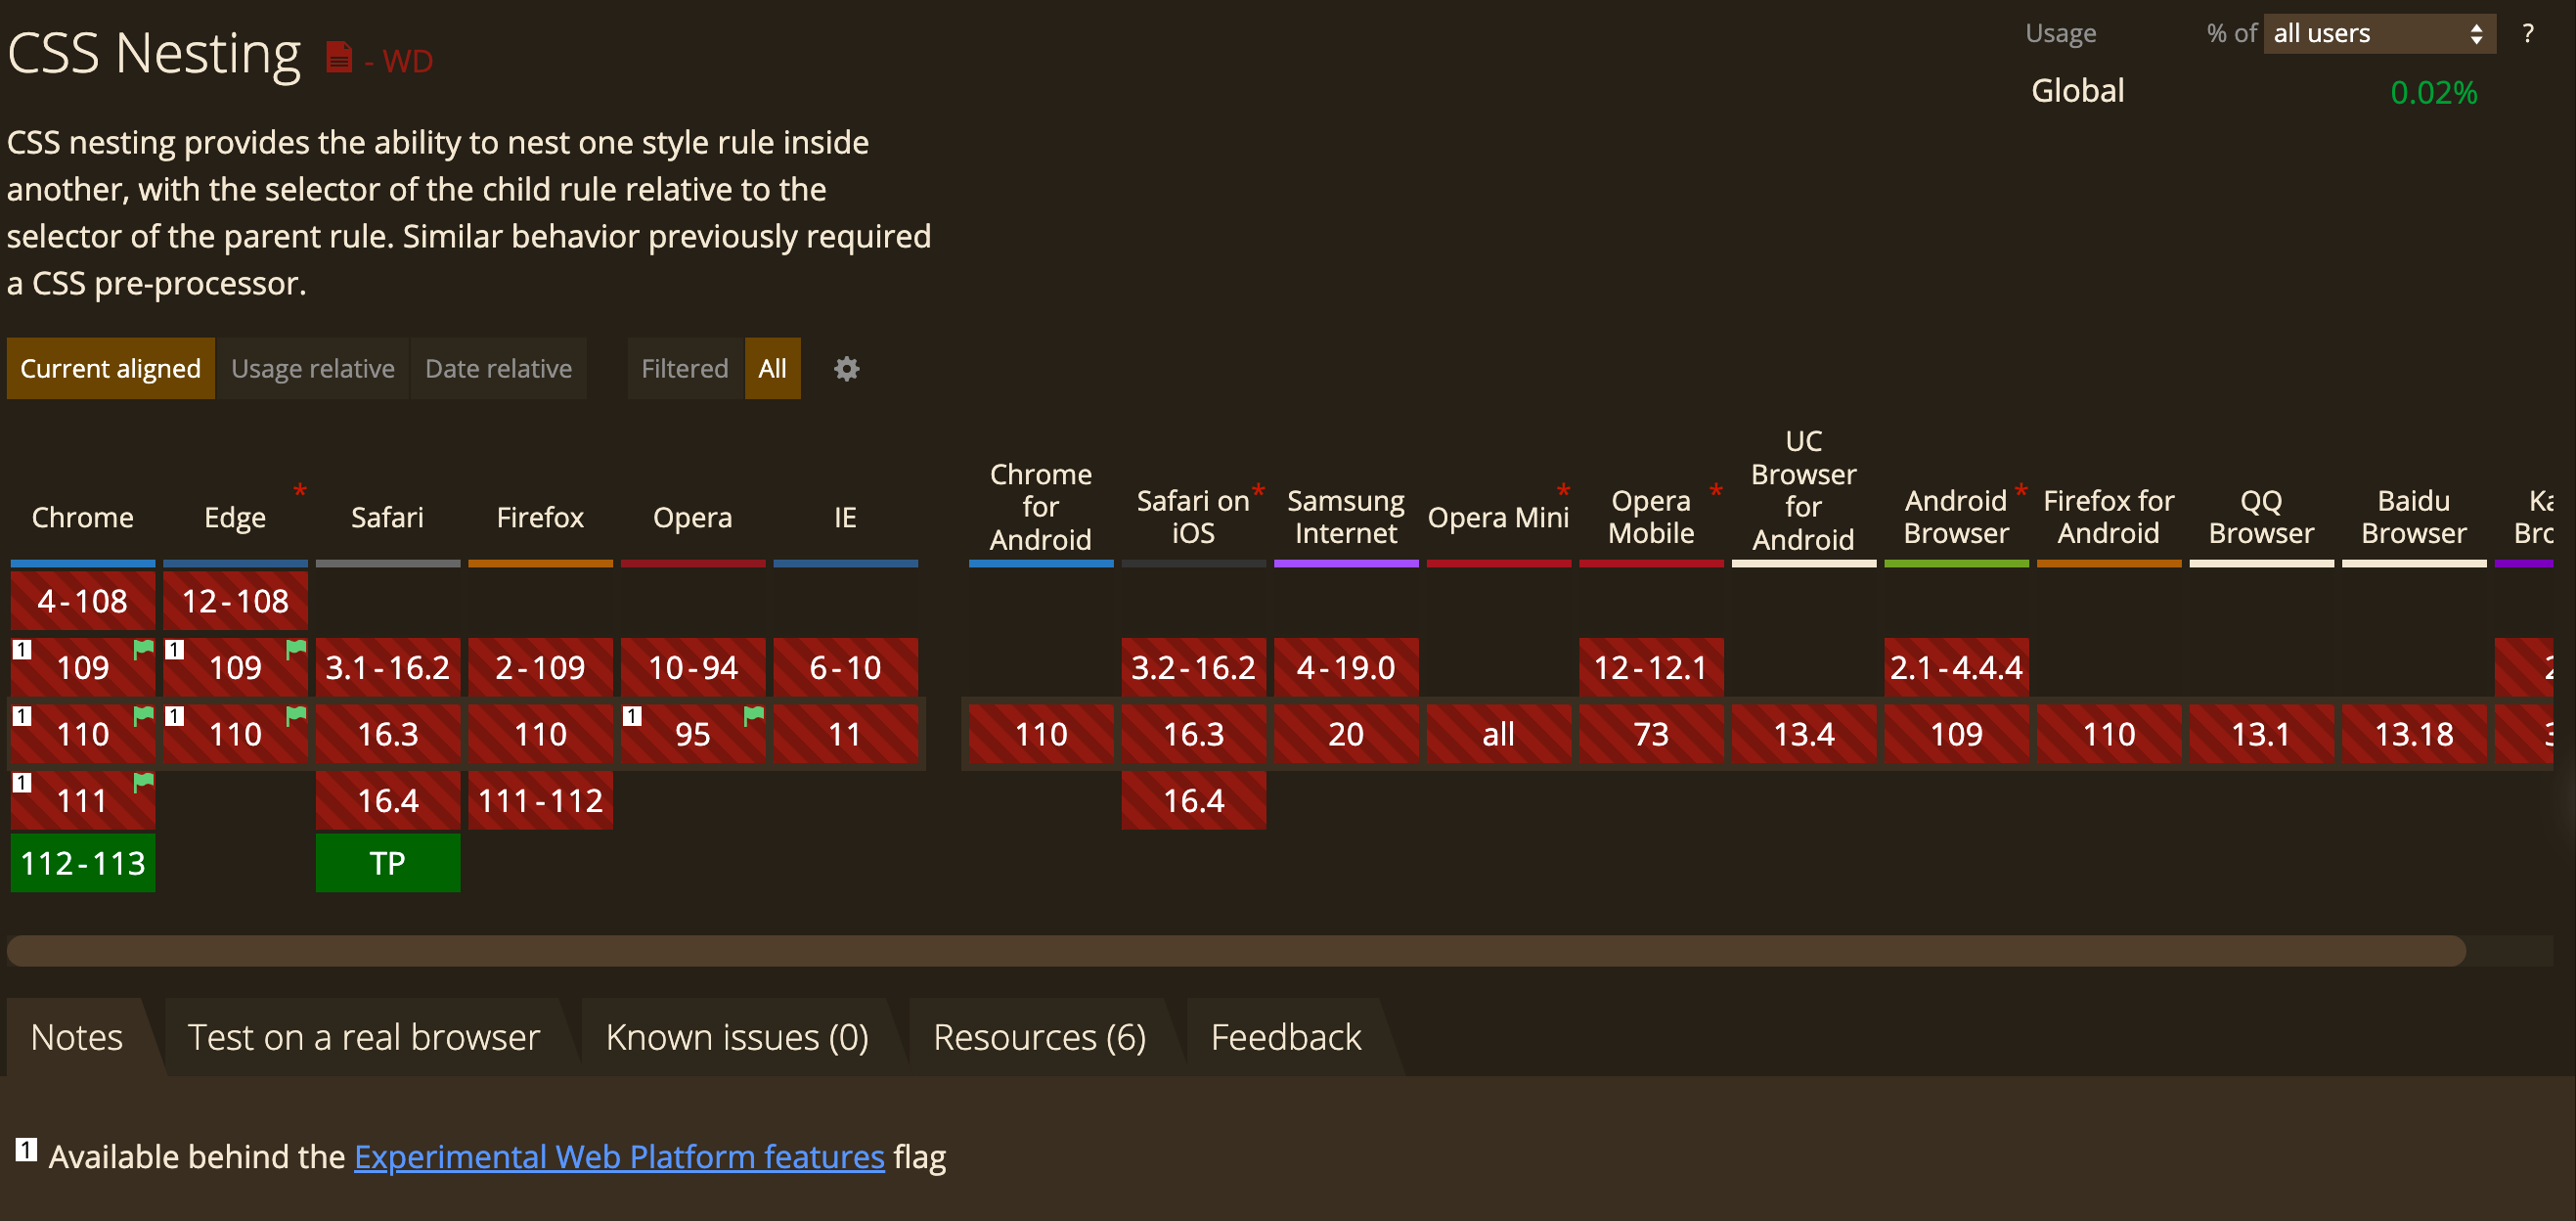 CSS Nesting - WD
Usage % of all users ?
Global 0.02%
CSS nesting provides the ability to nest one style rule inside
another, with the selector of the child rule relative to the
selector of the parent rule. Similar behavior previously required
a CSS pre-processor.
Current aligned Usage relative Date relative Filtered All
Chrome Edge * Safari Firefox Opera IE
Chrome for Android
Safari on iOS *
Samsung Internet
Opera Mini *
Opera Mobile *
UC Browser for Android
Android Browser *
Firefox for Android
QQ Browser
Baidu Browser
4-108 12-108
1 109 1 109 3.1-16.2 2-109 10-94 6-10 3.2-16.2 4-19.0 12-12.1 2.1-4.4.4
1 110 1 110 16.3 110 1 95 11 110 16.3 20 all 73 13.4 109 110 13.1 13.18
1 111 16.4 111-112 16.4
112-113 TP
Notes Test on a real browser Known issues (0) Resources (6) Feedback
1 Available behind the Experimental Web Platform features flag